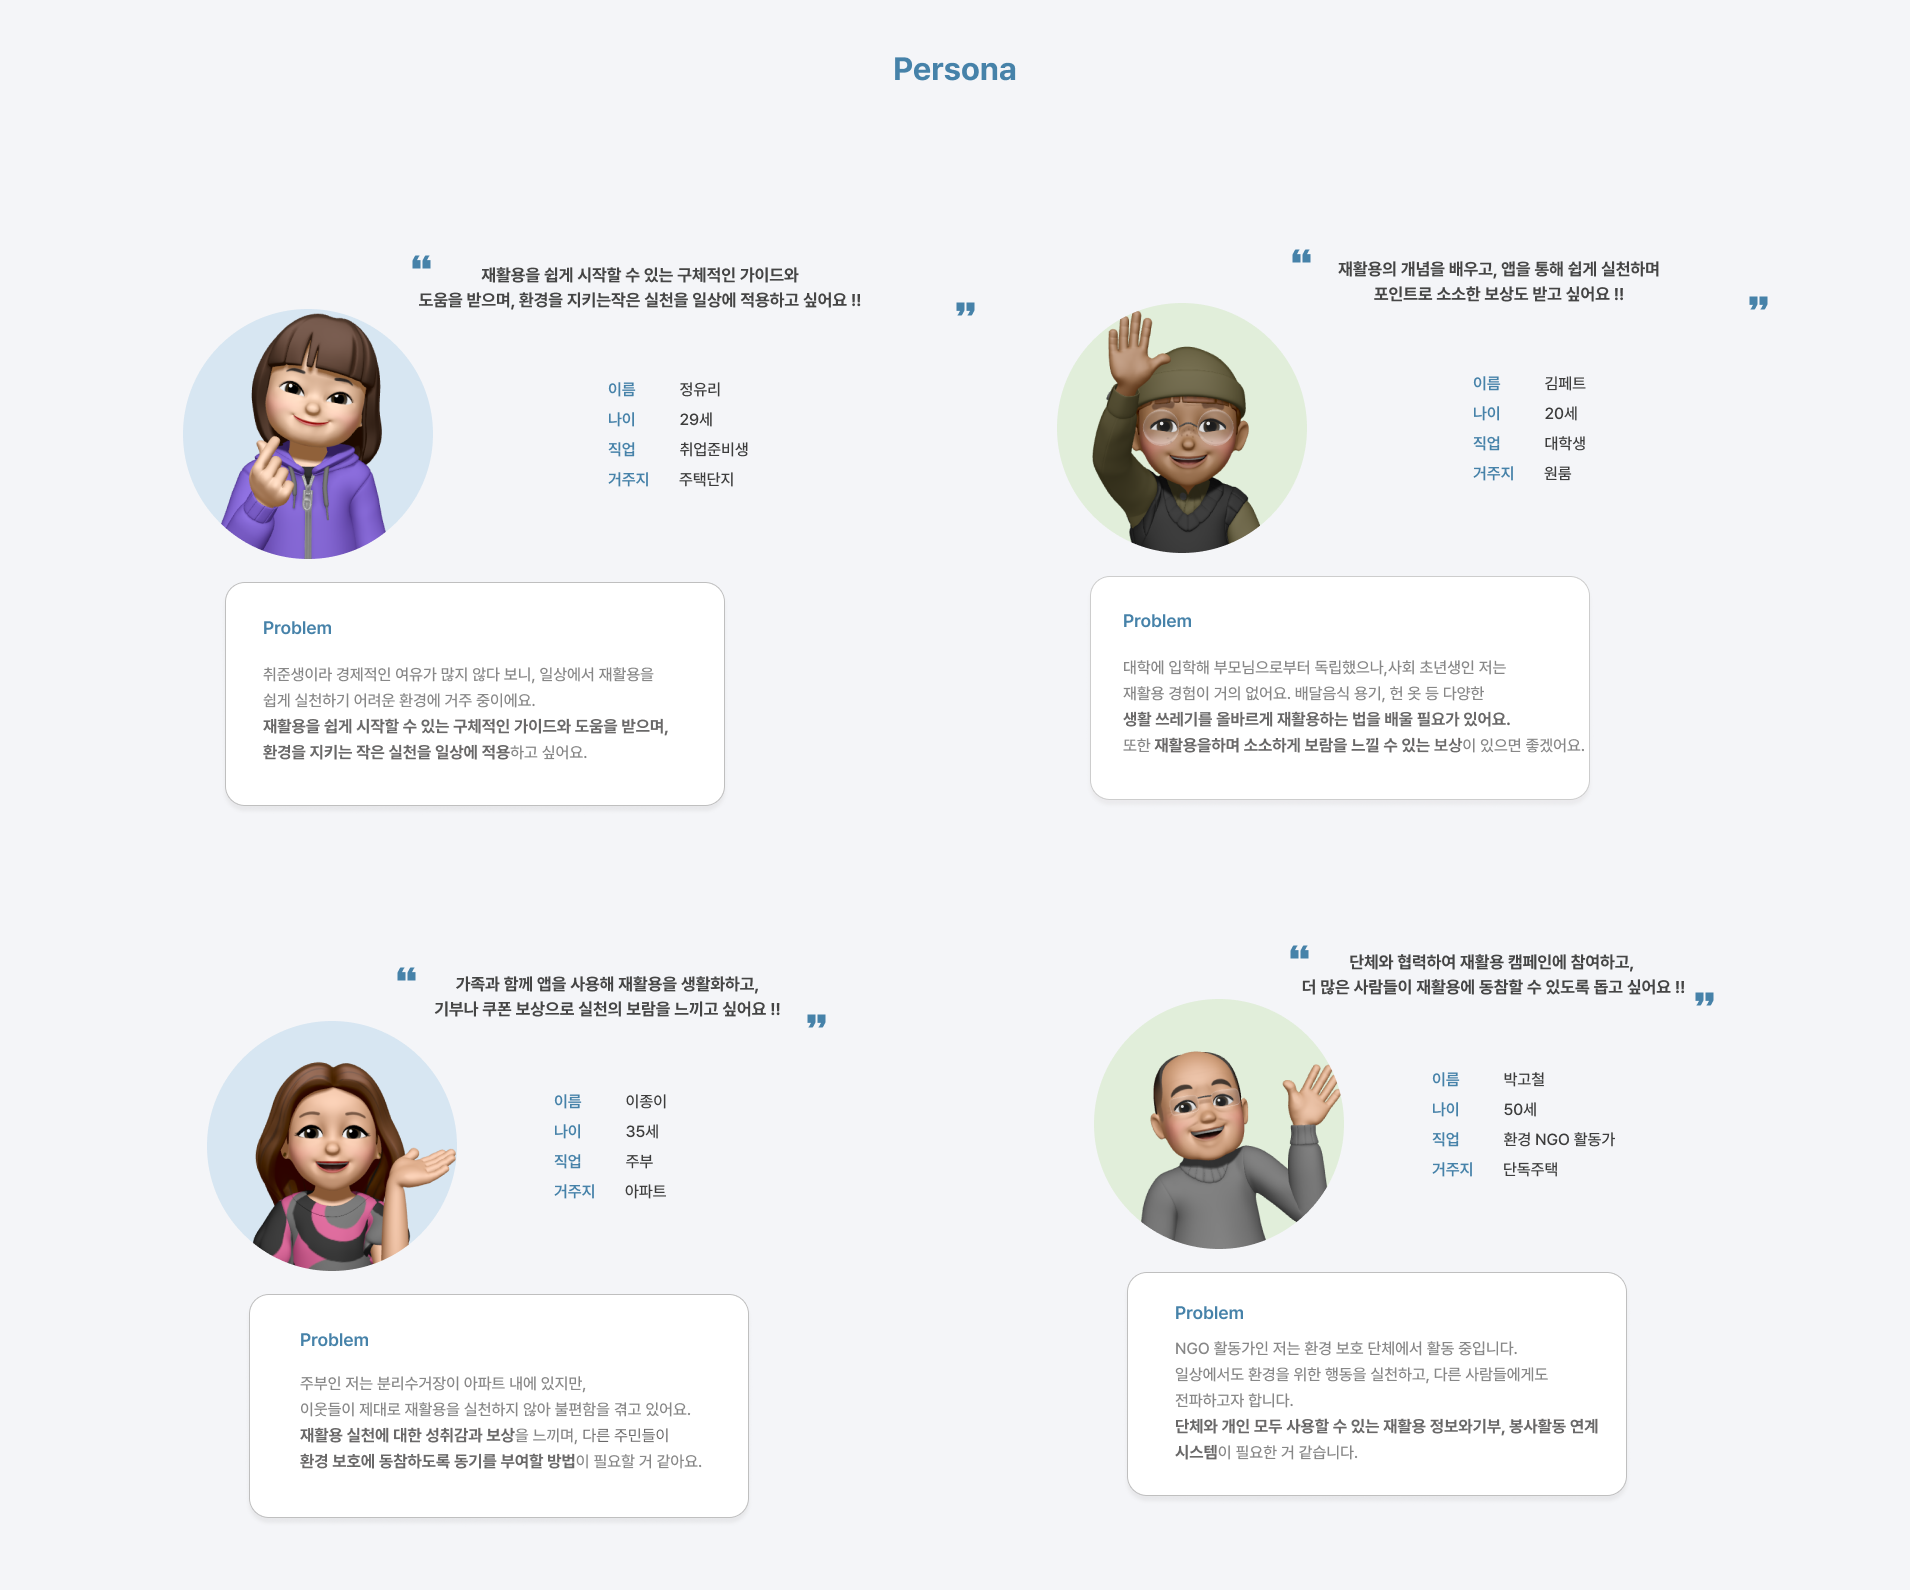 Persona
❝
재활용을 쉽게 시작할 수 있는 구체적인 가이드와
도움을 받으며, 환경을 지키는작은 실천을 일상에 적용하고 싶어요 !!
❞
이름 정유리
나이 29세
직업 취업준비생
거주지 주택단지
Problem
취준생이라 경제적인 여유가 많지 않다 보니, 일상에서 재활용을
쉽게 실천하기 어려운 환경에 거주 중이에요.
재활용을 쉽게 시작할 수 있는 구체적인 가이드와 도움을 받으며,
환경을 지키는 작은 실천을 일상에 적용하고 싶어요.
❝
재활용의 개념을 배우고, 앱을 통해 쉽게 실천하며
포인트로 소소한 보상도 받고 싶어요 !!
❞
이름 김페트
나이 20세
직업 대학생
거주지 원룸
Problem
대학에 입학해 부모님으로부터 독립했으나,사회 초년생인 저는
재활용 경험이 거의 없어요. 배달음식 용기, 헌 옷 등 다양한
생활 쓰레기를 올바르게 재활용하는 법을 배울 필요가 있어요.
또한 재활용을하며 소소하게 보람을 느낄 수 있는 보상이 있으면 좋겠어요.
❝
가족과 함께 앱을 사용해 재활용을 생활화하고,
기부나 쿠폰 보상으로 실천의 보람을 느끼고 싶어요 !!
❞
이름 이종이
나이 35세
직업 주부
거주지 아파트
Problem
주부인 저는 분리수거장이 아파트 내에 있지만,
이웃들이 제대로 재활용을 실천하지 않아 불편함을 겪고 있어요.
재활용 실천에 대한 성취감과 보상을 느끼며, 다른 주민들이
환경 보호에 동참하도록 동기를 부여할 방법이 필요할 거 같아요.
❝
단체와 협력하여 재활용 캠페인에 참여하고,
더 많은 사람들이 재활용에 동참할 수 있도록 돕고 싶어요 !!
❞
이름 박고철
나이 50세
직업 환경 NGO 활동가
거주지 단독주택
Problem
NGO 활동가인 저는 환경 보호 단체에서 활동 중입니다.
일상에서도 환경을 위한 행동을 실천하고, 다른 사람들에게도
전파하고자 합니다.
단체와 개인 모두 사용할 수 있는 재활용 정보와기부, 봉사활동 연계
시스템이 필요한 거 같습니다.